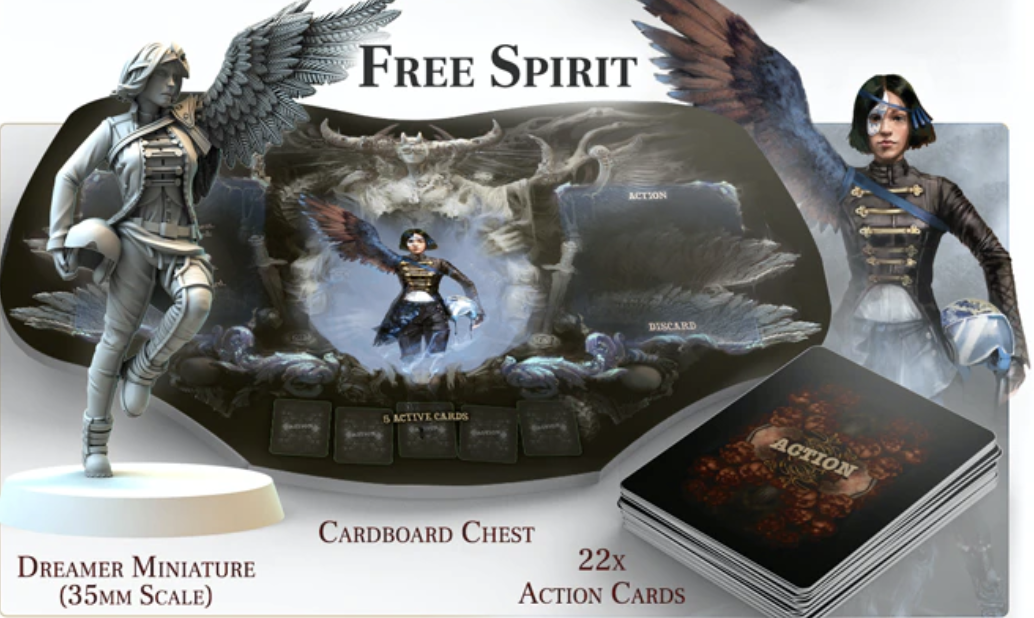 FREE SPIRIT
ACTION
DISCARD
5 ACTIVE CARDS
ACTION
CARDBOARD CHEST
DREAMER MINIATURE
(35MM SCALE)
22X
ACTION CARDS